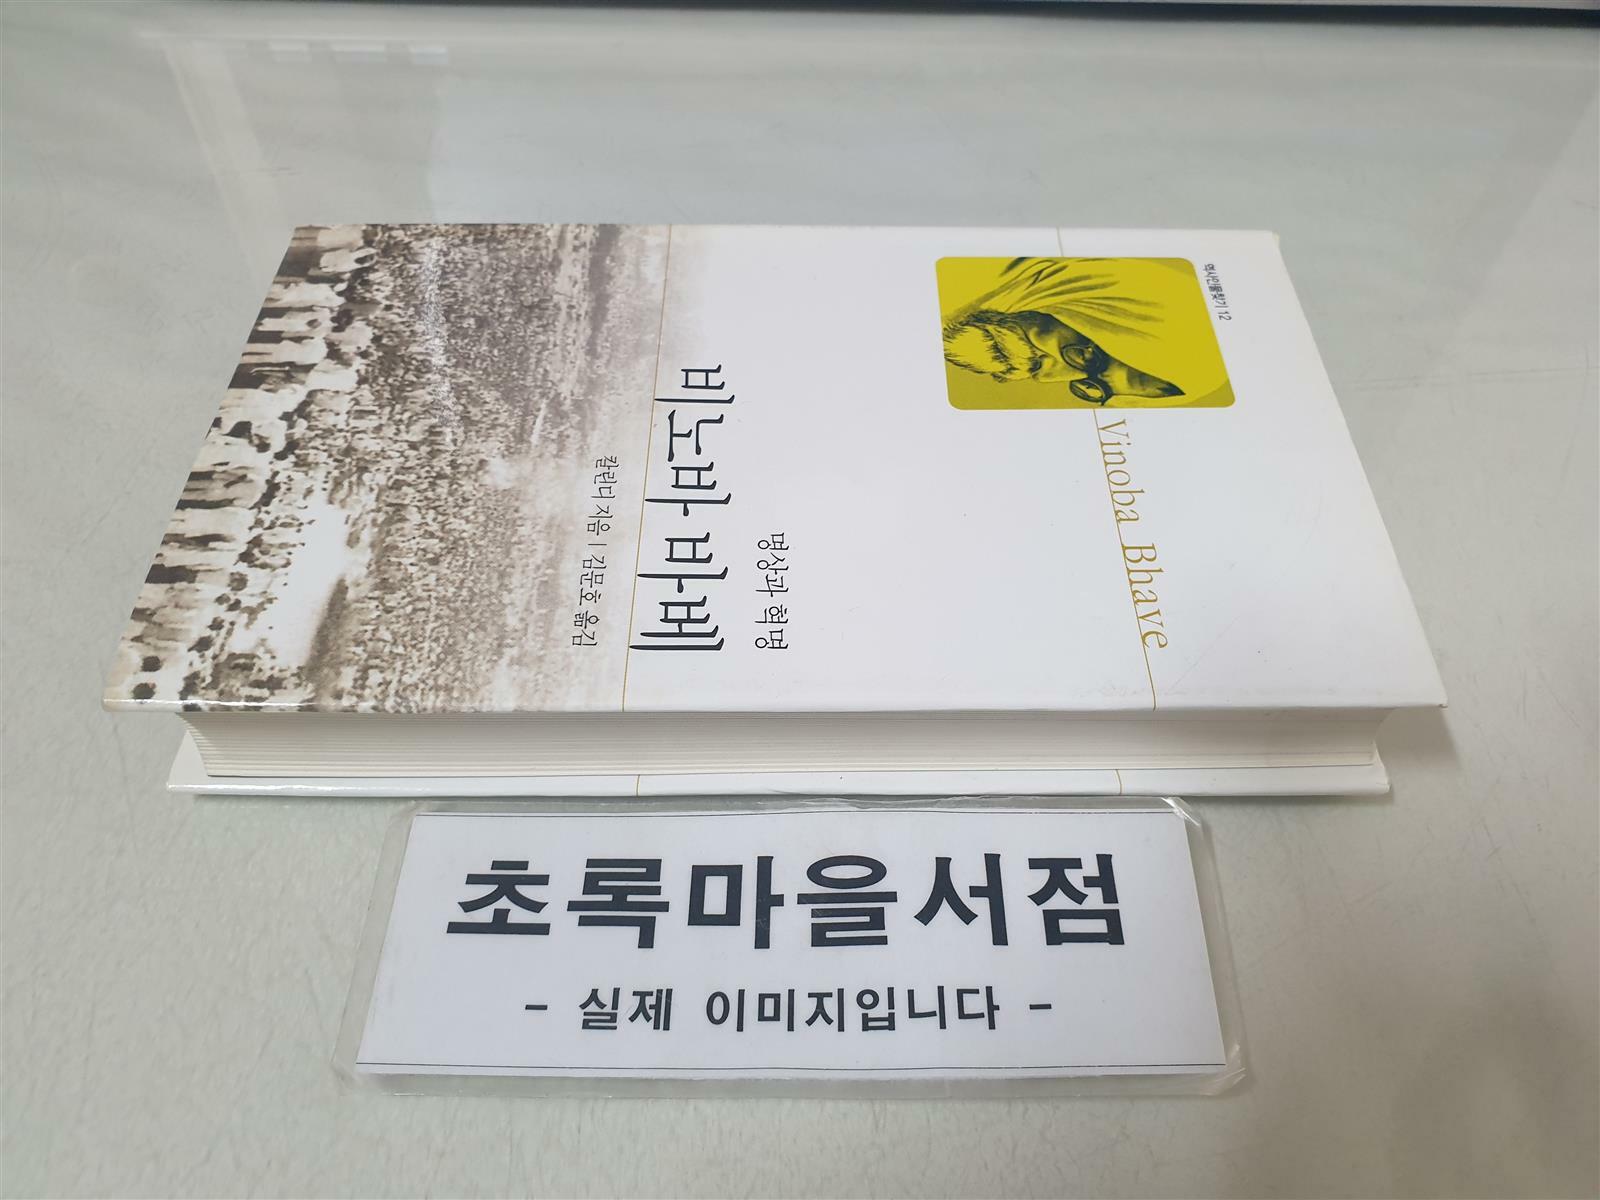 역사인물찾기 12
Vinoba Bhave
명상과 혁명
비노바 바베
칼린디 지음 | 김문호 옮김
초록마을서점
- 실제 이미지입니다 -